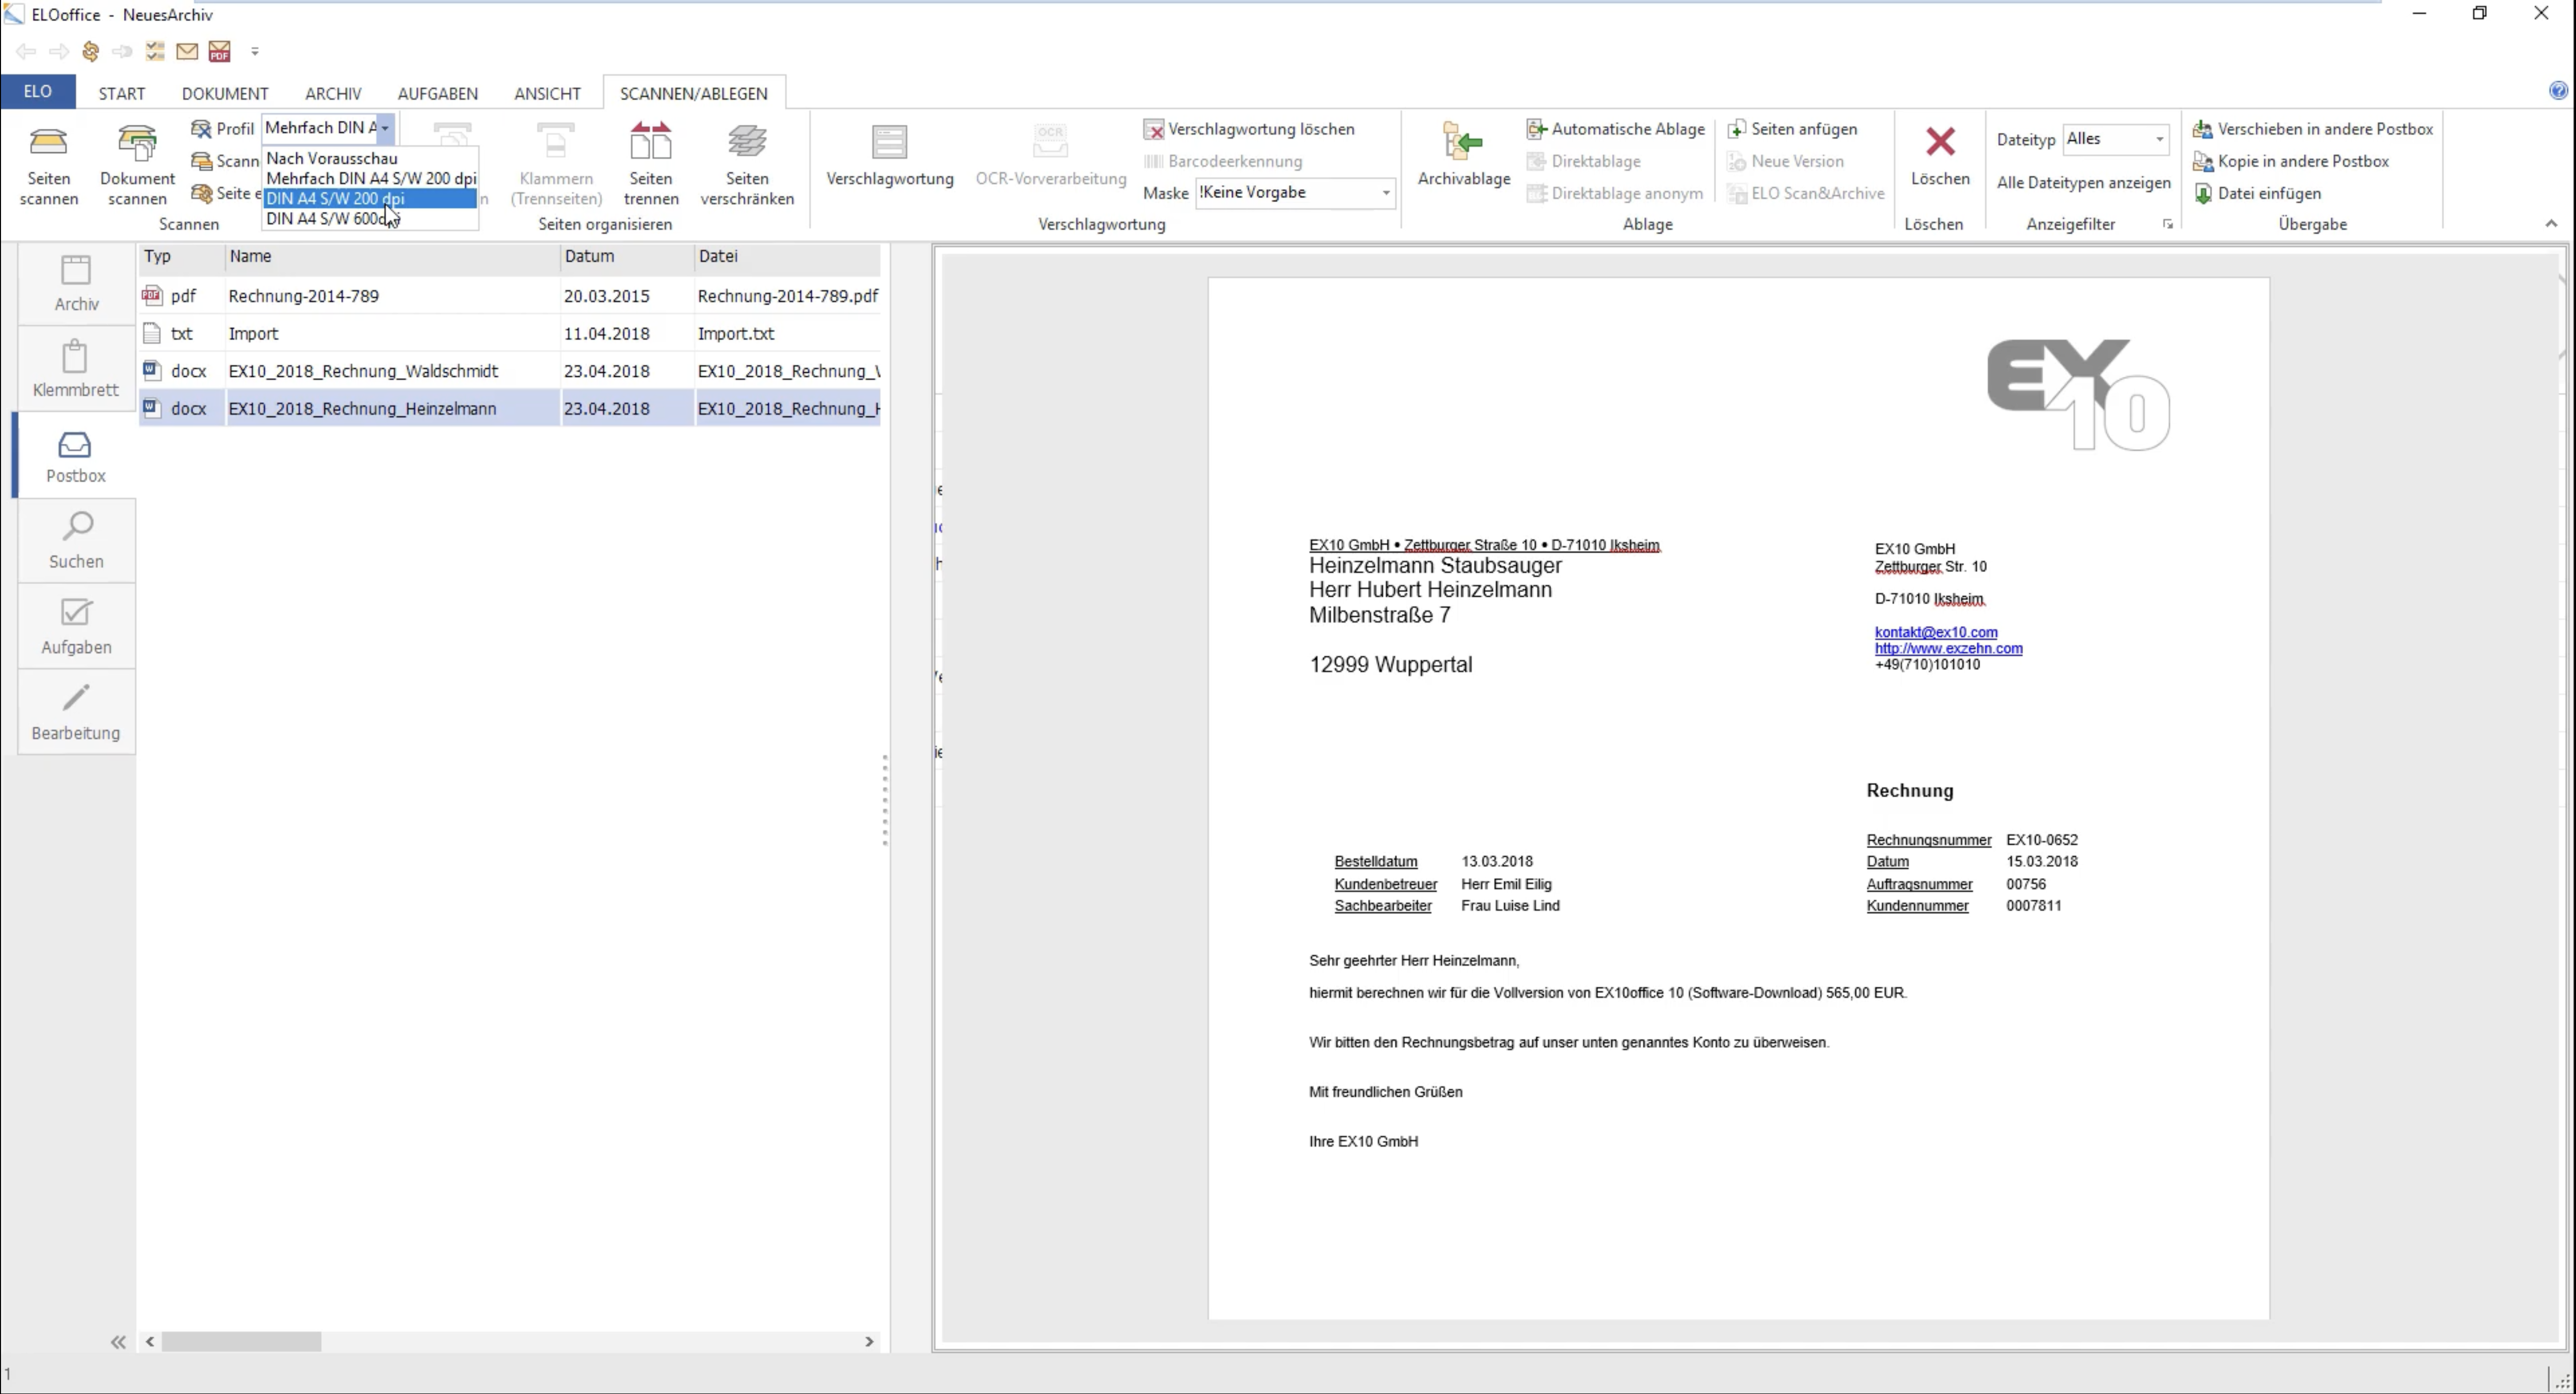 ELOoffice - NeuesArchiv
PDF
ELO START DOKUMENT ARCHIV AUFGABEN ANSICHT SCANNEN/ABLEGEN
Seiten scannen
Dokument scannen
Profil Mehrfach DIN A
Nach Vorausschau
Mehrfach DIN A4 S/W 200 dpi
DIN A4 S/W 200 dpi
DIN A4 S/W 600d
Scann
Seite e
Scannen
Klammern (Trennseiten)
Seiten trennen
Seiten verschränken
Seiten organisieren
Verschlagwortung
OCR
OCR-Vorverarbeitung
Verschlagwortung löschen
Barcodeerkennung
Maske !Keine Vorgabe
Verschlagwortung
Archivablage
Automatische Ablage
Direktablage
Direktablage anonym
Seiten anfügen
Neue Version
ELO Scan&Archive
Ablage
Löschen
Löschen
Dateityp Alles
Alle Dateitypen anzeigen
Anzeigefilter
Verschieben in andere Postbox
Kopie in andere Postbox
Datei einfügen
Übergabe
Archiv
Klemmbrett
Postbox
Suchen
Aufgaben
Bearbeitung
Typ Name Datum Datei
pdf Rechnung-2014-789 20.03.2015 Rechnung-2014-789.pdf
txt Import 11.04.2018 Import.txt
docx EX10_2018_Rechnung_Waldschmidt 23.04.2018 EX10_2018_Rechnung_
docx EX10_2018_Rechnung_Heinzelmann 23.04.2018 EX10_2018_Rechnung_
EX10
EX10 GmbH • Zettburger Straße 10 • D-71010 Iksheim
Heinzelmann Staubsauger
Herr Hubert Heinzelmann
Milbenstraße 7
12999 Wuppertal
EX10 GmbH
Zettburger Str. 10
D-71010 Iksheim
kontakt@ex10.com
http://www.exzehn.com
+49(710)101010
Rechnung
Rechnungsnummer EX10-0652
Datum 15.03.2018
Auftragsnummer 00756
Kundennummer 0007811
Bestelldatum 13.03.2018
Kundenbetreuer Herr Emil Eilig
Sachbearbeiter Frau Luise Lind
Sehr geehrter Herr Heinzelmann,
hiermit berechnen wir für die Vollversion von EX10office 10 (Software-Download) 565,00 EUR.
Wir bitten den Rechnungsbetrag auf unser unten genanntes Konto zu überweisen.
Mit freundlichen Grüßen
Ihre EX10 GmbH
1